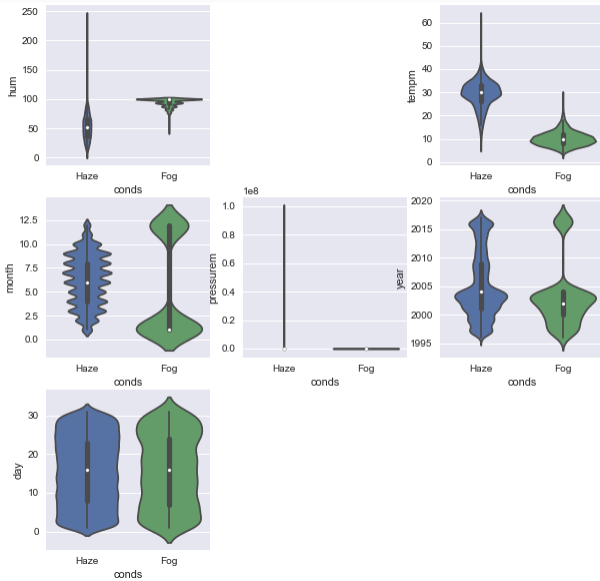 250
200
150
100
50
0
hum
Haze Fog
conds
60
50
40
30
20
10
0
tempm
Haze Fog
conds
12.5
10.0
7.5
5.0
2.5
0.0
month
Haze Fog
conds
1e8
1.0
0.8
0.6
0.4
0.2
0.0
pressurem
Haze Fog
conds
2020
2015
2010
2005
2000
1995
year
Haze Fog
conds
30
20
10
0
day
Haze Fog
conds